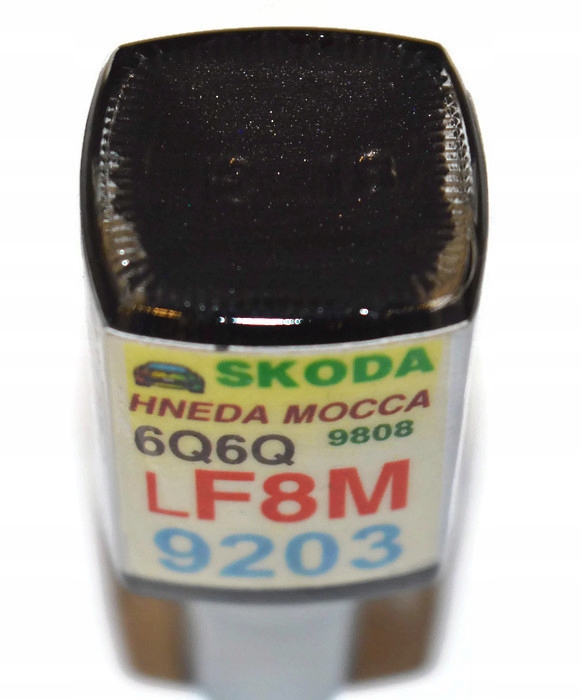 SKODA
HNEDA MOCCA
6Q6Q 9808
LF8M
9203